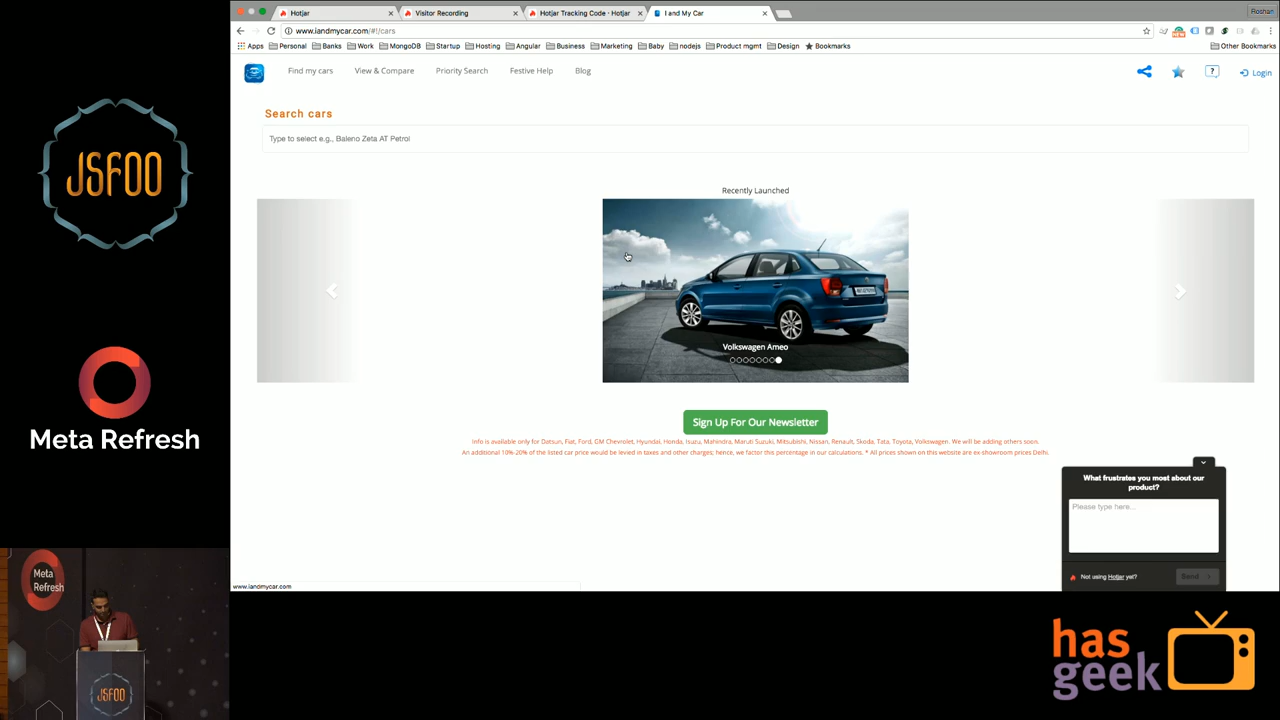 Hotjar
Visitor Recording
Hotjar Tracking Code - Hotjar
I and My Car
Roshan
www.iandmycar.com/#!/cars
Apps Personal Banks Work MongoDB Startup Hosting Angular Business Marketing Baby nodejs Product mgmt Design Bookmarks Other Bookmarks
Find my cars View & Compare Priority Search Festive Help Blog Login
Search cars
Type to select e.g., Baleno Zeta AT Petrol
Recently Launched
Volkswagen Ameo
Sign Up For Our Newsletter
Info is available only for Datsun, Fiat, Ford, GM Chevrolet, Hyundai, Honda, Isuzu, Mahindra, Maruti Suzuki, Mitsubishi, Nissan, Renault, Skoda, Tata, Toyota, Volkswagen. We will be adding others soon.
An additional 10%-20% of the listed car price would be levied in taxes and other charges; hence, we factor this percentage in our calculations. * All prices shown on this website are ex-showroom prices Delhi.
What frustrates you most about our
product?
Please type here...
Not using Hotjar yet?
Send
www.iandmycar.com
JSFOO
Meta Refresh
Meta
Refresh
JSFOO
has
geek